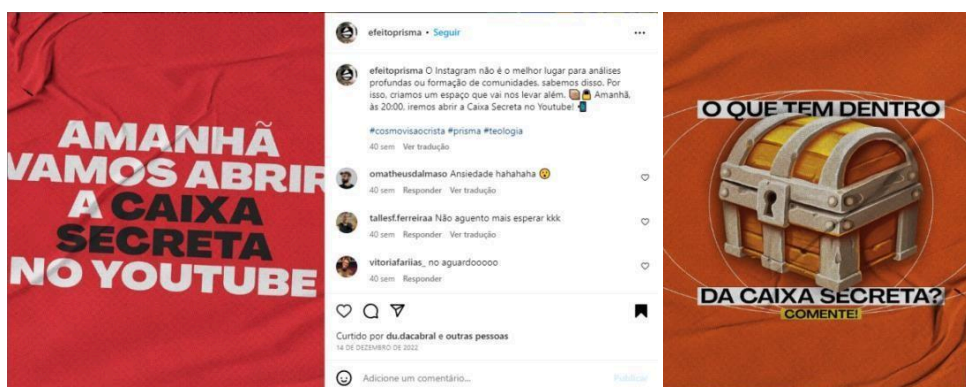 AMANHÃ
VAMOS ABRIR
A CAIXA
SECRETA
NO YOUTUBE
efeitoprisma • Seguir
efeitoprisma O Instagram não é o melhor lugar para análises
profundas ou formação de comunidades, sabemos disso. Por
isso, criamos um espaço que vai nos levar além. Amanhã,
às 20:00, iremos abrir a Caixa Secreta no Youtube!
#cosmovisaocrista #prisma #teologia
40 sem Ver tradução
omatheusdalmaso Ansiedade hahahaha
40 sem Responder Ver tradução
tallesf.ferreiraa Não aguento mais esperar kkk
40 sem Responder Ver tradução
vitoriafariias_ no aguardooooo
40 sem Responder
Curtido por du.dacabral e outras pessoas
14 DE DEZEMBRO DE 2022
Adicione um comentário...
Publicar
O QUE TEM DENTRO
DA CAIXA SECRETA?
COMENTE!